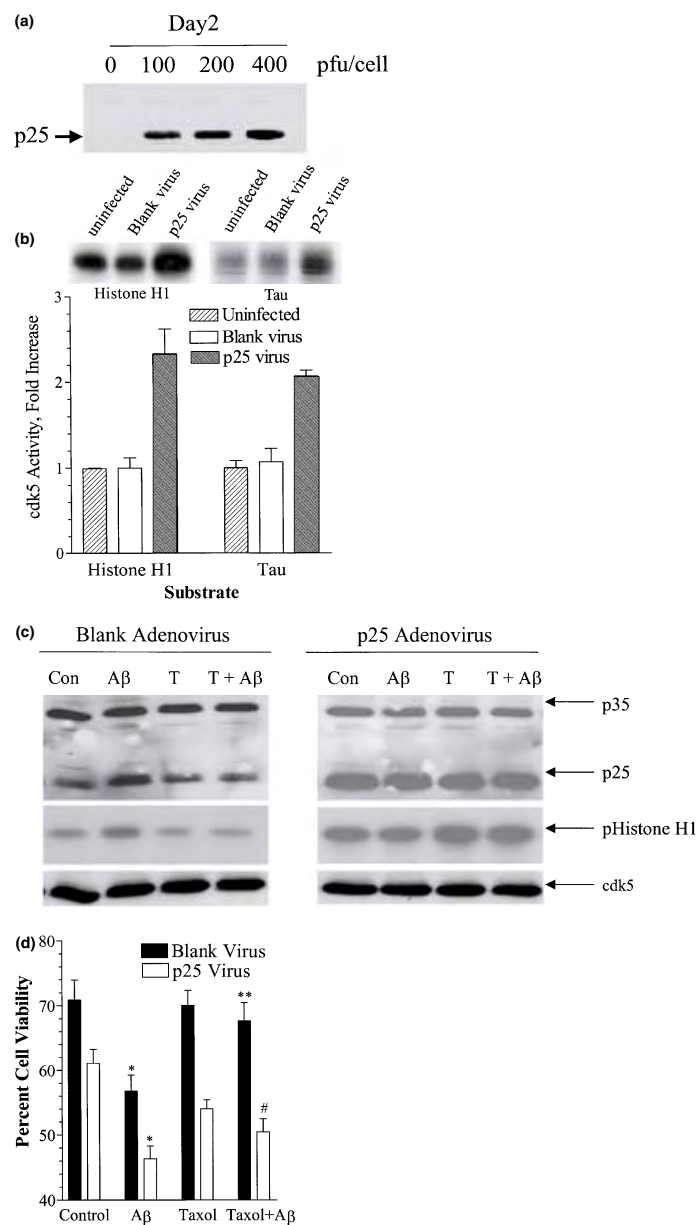 (a)
Day2
0 100 200 400 pfu/cell
p25
uninfected Blank virus p25 virus uninfected Blank virus p25 virus
(b)
Histone H1 Tau
3
Uninfected
Blank virus
p25 virus
2
1
0
cdk5 Activity, Fold Increase
Histone H1 Tau
Substrate
(c)
Blank Adenovirus p25 Adenovirus
Con Aβ T T + Aβ Con Aβ T T + Aβ
p35
p25
pHistone H1
cdk5
(d)
80
Blank Virus
p25 Virus
70
**
60
*
*
#
50
40
Percent Cell Viability
Control Aβ Taxol Taxol+Aβ